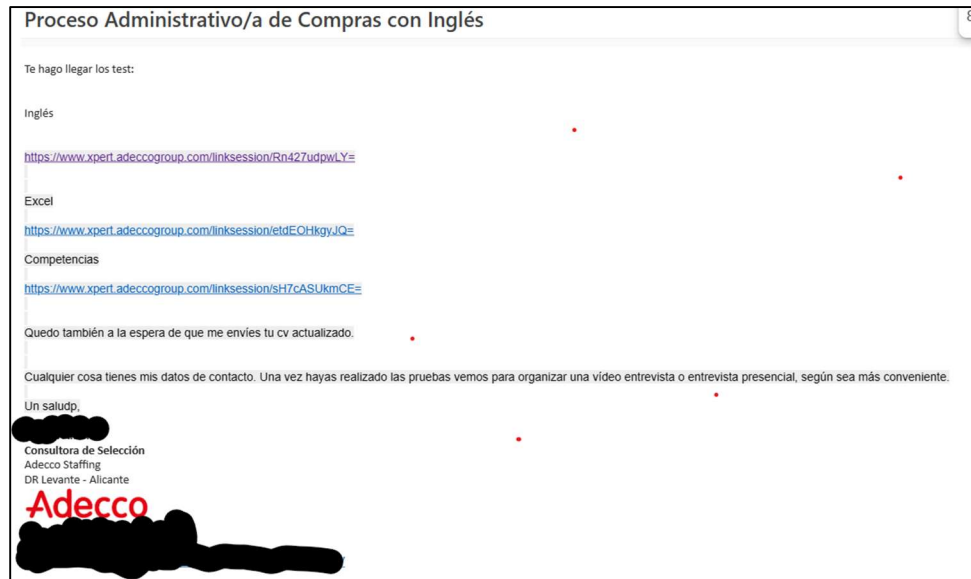 Proceso Administrativo/a de Compras con Inglés
Te hago llegar los test:
Inglés
https://www.xpert.adeccogroup.com/linksession/Rn427udpwLY=
Excel
https://www.xpert.adeccogroup.com/linksession/etdEOHkgyJQ=
Competencias
https://www.xpert.adeccogroup.com/linksession/sH7cASUkmCE=
Quedo también a la espera de que me envíes tu cv actualizado.
Cualquier cosa tienes mis datos de contacto. Una vez hayas realizado las pruebas vemos para organizar una vídeo entrevista o entrevista presencial, según sea más conveniente.
Un saludp,
Consultora de Selección
Adecco Staffing
DR Levante - Alicante
Adecco